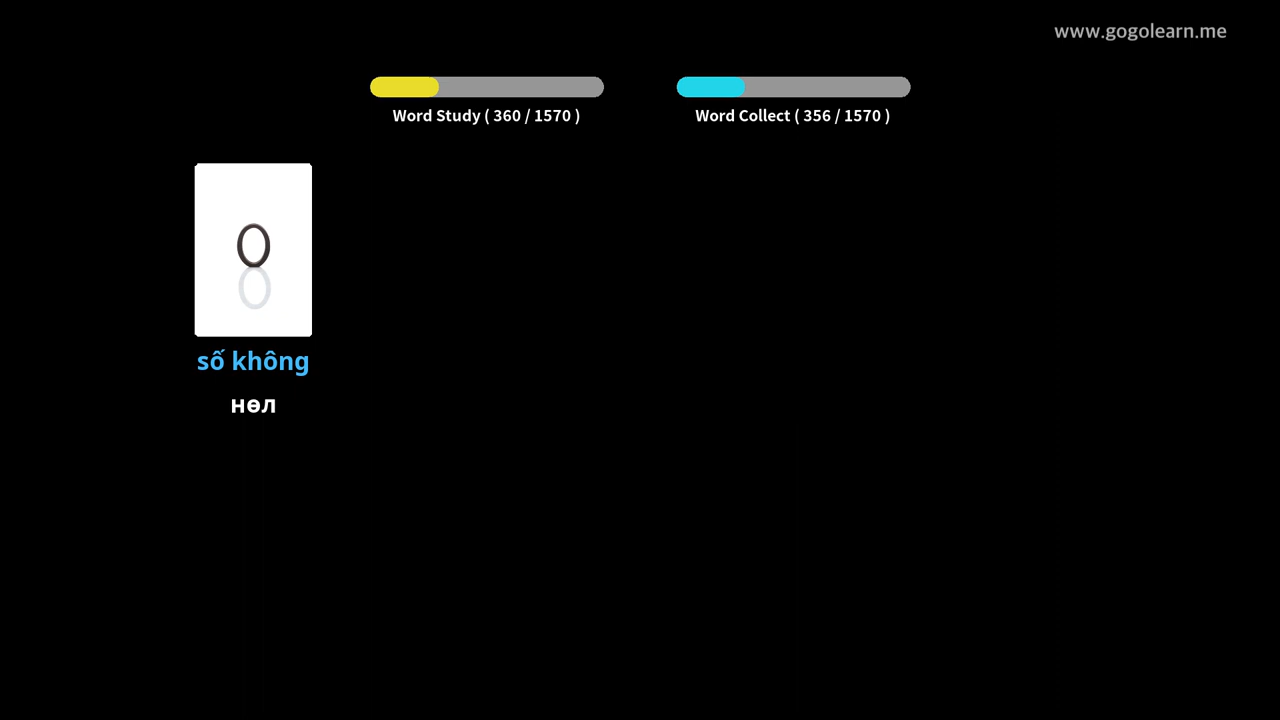 www.gogolearn.me
Word Study ( 360 / 1570 )
Word Collect ( 356 / 1570 )
0
số không
нөл